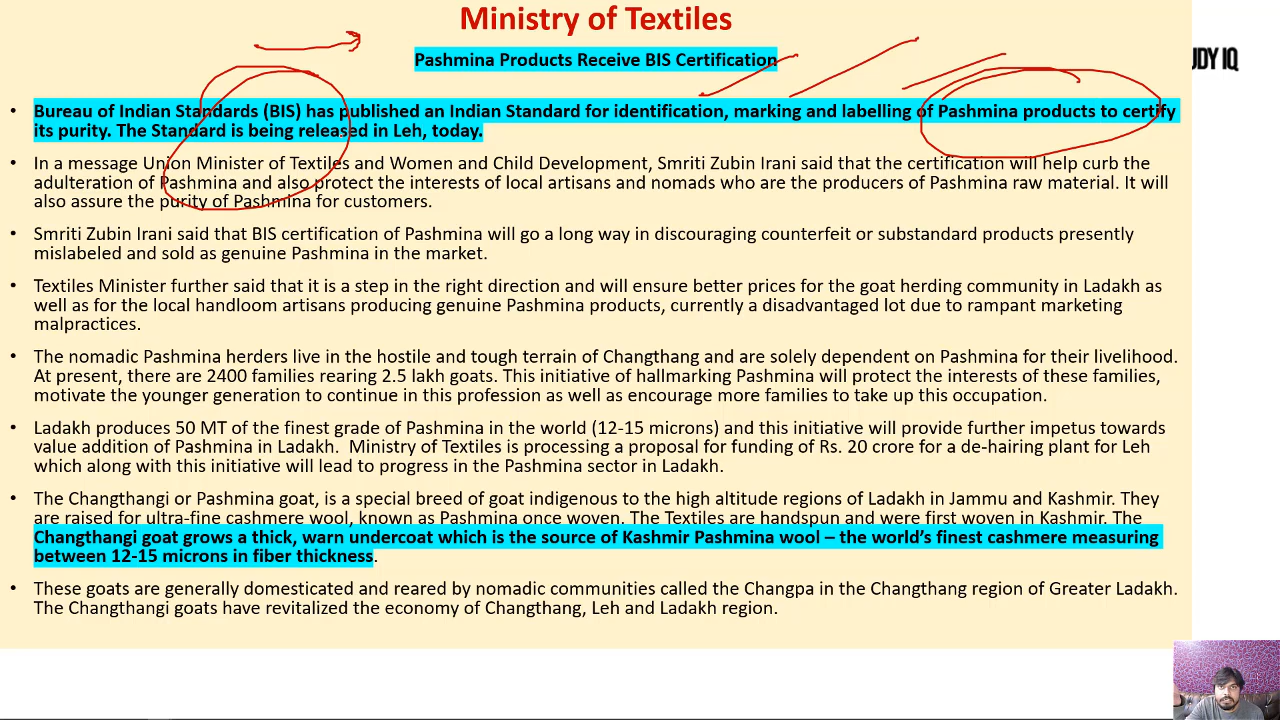 Ministry of Textiles
Pashmina Products Receive BIS Certification
UDY IQ
• Bureau of Indian Standards (BIS) has published an Indian Standard for identification, marking and labelling of Pashmina products to certify
its purity. The Standard is being released in Leh, today.
• In a message Union Minister of Textiles and Women and Child Development, Smriti Zubin Irani said that the certification will help curb the
adulteration of Pashmina and also protect the interests of local artisans and nomads who are the producers of Pashmina raw material. It will
also assure the purity of Pashmina for customers.
• Smriti Zubin Irani said that BIS certification of Pashmina will go a long way in discouraging counterfeit or substandard products presently
mislabeled and sold as genuine Pashmina in the market.
• Textiles Minister further said that it is a step in the right direction and will ensure better prices for the goat herding community in Ladakh as
well as for the local handloom artisans producing genuine Pashmina products, currently a disadvantaged lot due to rampant marketing
malpractices.
• The nomadic Pashmina herders live in the hostile and tough terrain of Changthang and are solely dependent on Pashmina for their livelihood.
At present, there are 2400 families rearing 2.5 lakh goats. This initiative of hallmarking Pashmina will protect the interests of these families,
motivate the younger generation to continue in this profession as well as encourage more families to take up this occupation.
• Ladakh produces 50 MT of the finest grade of Pashmina in the world (12-15 microns) and this initiative will provide further impetus towards
value addition of Pashmina in Ladakh. Ministry of Textiles is processing a proposal for funding of Rs. 20 crore for a de-hairing plant for Leh
which along with this initiative will lead to progress in the Pashmina sector in Ladakh.
• The Changthangi or Pashmina goat, is a special breed of goat indigenous to the high altitude regions of Ladakh in Jammu and Kashmir. They
are raised for ultra-fine cashmere wool, known as Pashmina once woven. The Textiles are handspun and were first woven in Kashmir. The
Changthangi goat grows a thick, warn undercoat which is the source of Kashmir Pashmina wool – the world’s finest cashmere measuring
between 12-15 microns in fiber thickness.
• These goats are generally domesticated and reared by nomadic communities called the Changpa in the Changthang region of Greater Ladakh.
The Changthangi goats have revitalized the economy of Changthang, Leh and Ladakh region.